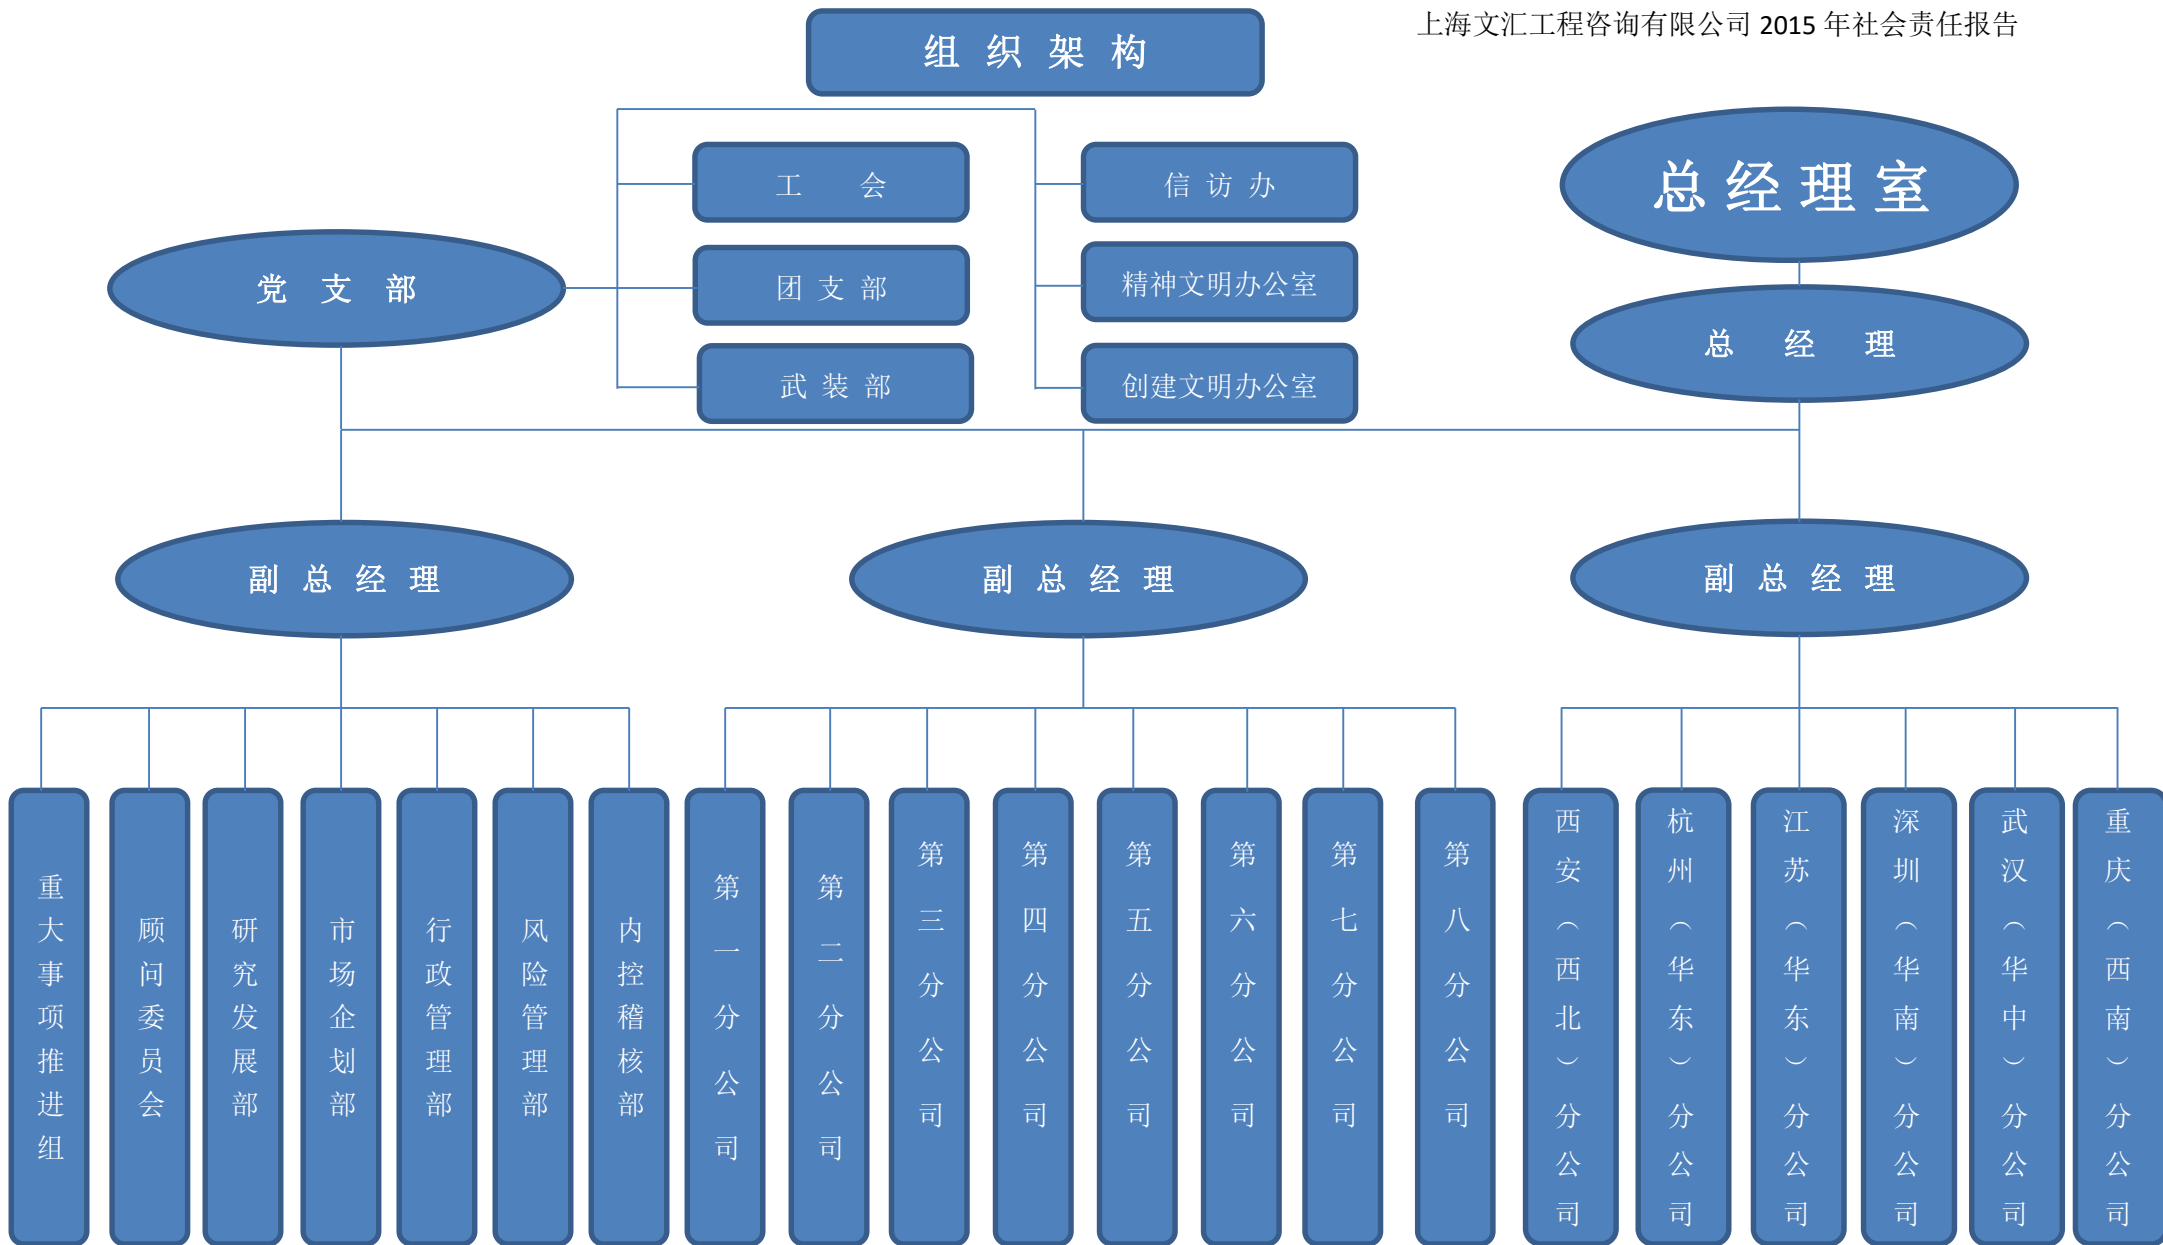 上海文汇工程咨询有限公司 2015 年社会责任报告
组织架构
总经理室
工会
信访办
党支部
团支部
精神文明办公室
总经理
武装部
创建文明办公室
副总经理
副总经理
副总经理
重大事项推进组
顾问委员会
研究发展部
市场企划部
行政管理部
风险管理部
内控稽核部
第一分公司
第二分公司
第三分公司
第四分公司
第五分公司
第六分公司
第七分公司
第八分公司
西安（西北）分公司
杭州（华东）分公司
江苏（华东）分公司
深圳（华南）分公司
武汉（华中）分公司
重庆（西南）分公司